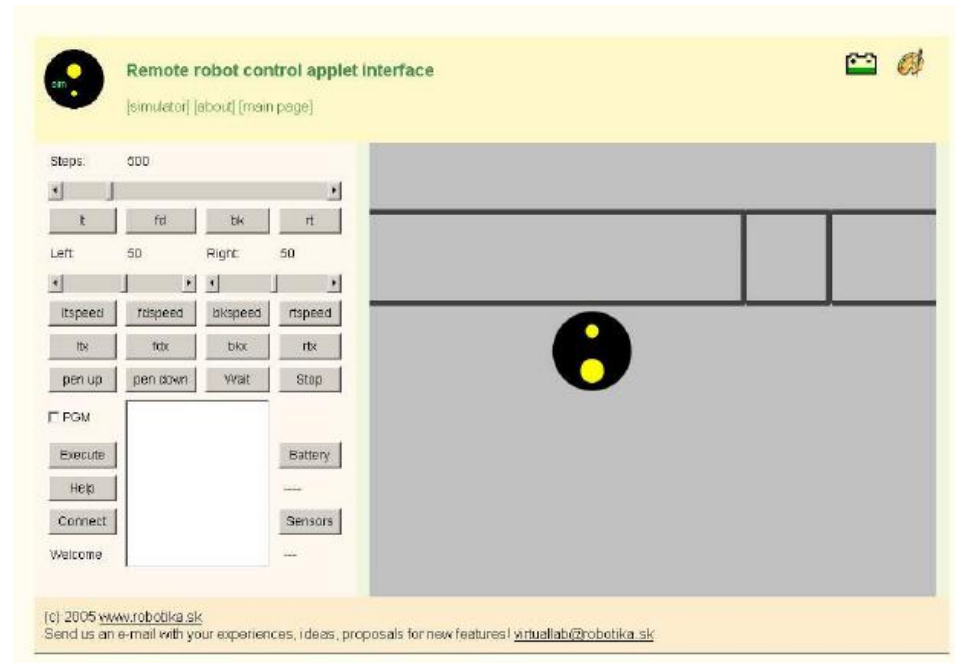 sim
Remote robot control applet interface
[simulator] [about] [main page]
Steps: 500
lt fd bk rt
Left: 50 Right: 50
ltspeed fdspeed bkspeed rtspeed
ltx fdx bkx rtx
pen up pen down Wait Stop
PGM
Execute Battery
Help ----
Connect Sensors
Welcome ---
(c) 2005 www.robotika.sk
Send us an e-mail with your experiences, ideas, proposals for new features! virtuallab@robotika.sk